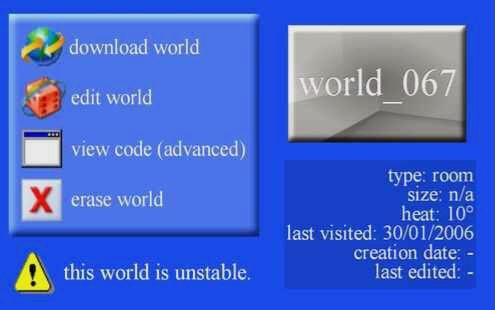 download world
edit world
view code (advanced)
erase world
this world is unstable.
world_067
type: room
size: n/a
heat: 10°
last visited: 30/01/2006
creation date: -
last edited: -